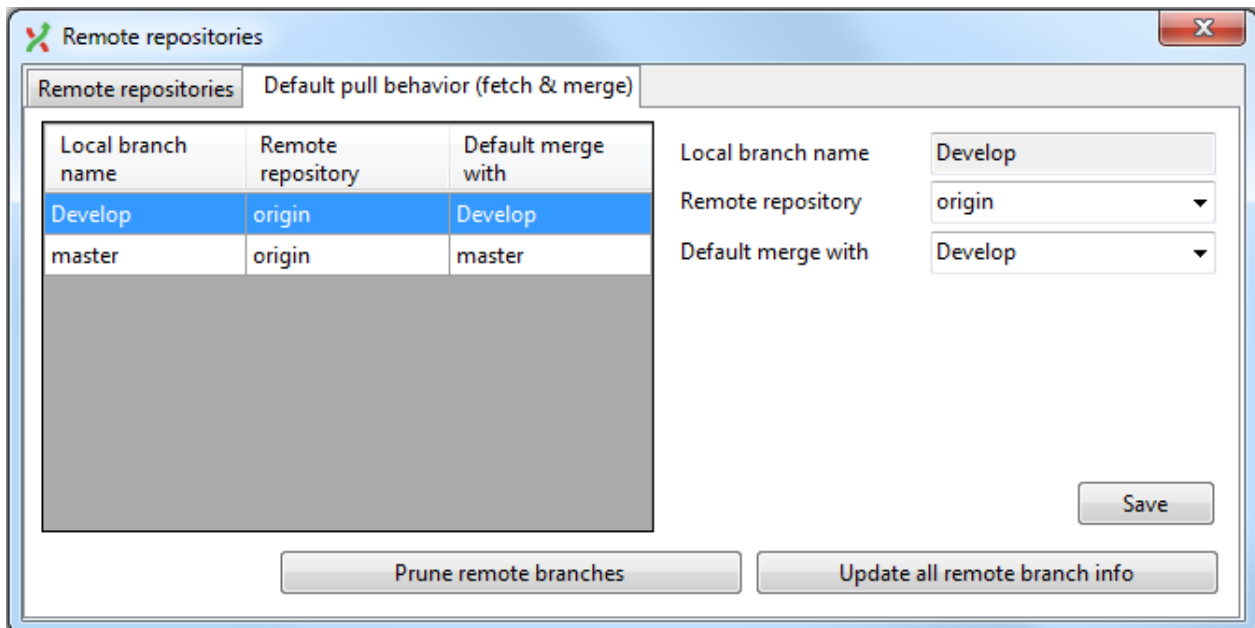 Remote repositories
Remote repositories Default pull behavior (fetch & merge)
Local branch name Remote repository Default merge with
Develop origin Develop
master origin master
Local branch name Develop
Remote repository origin
Default merge with Develop
Save
Prune remote branches Update all remote branch info